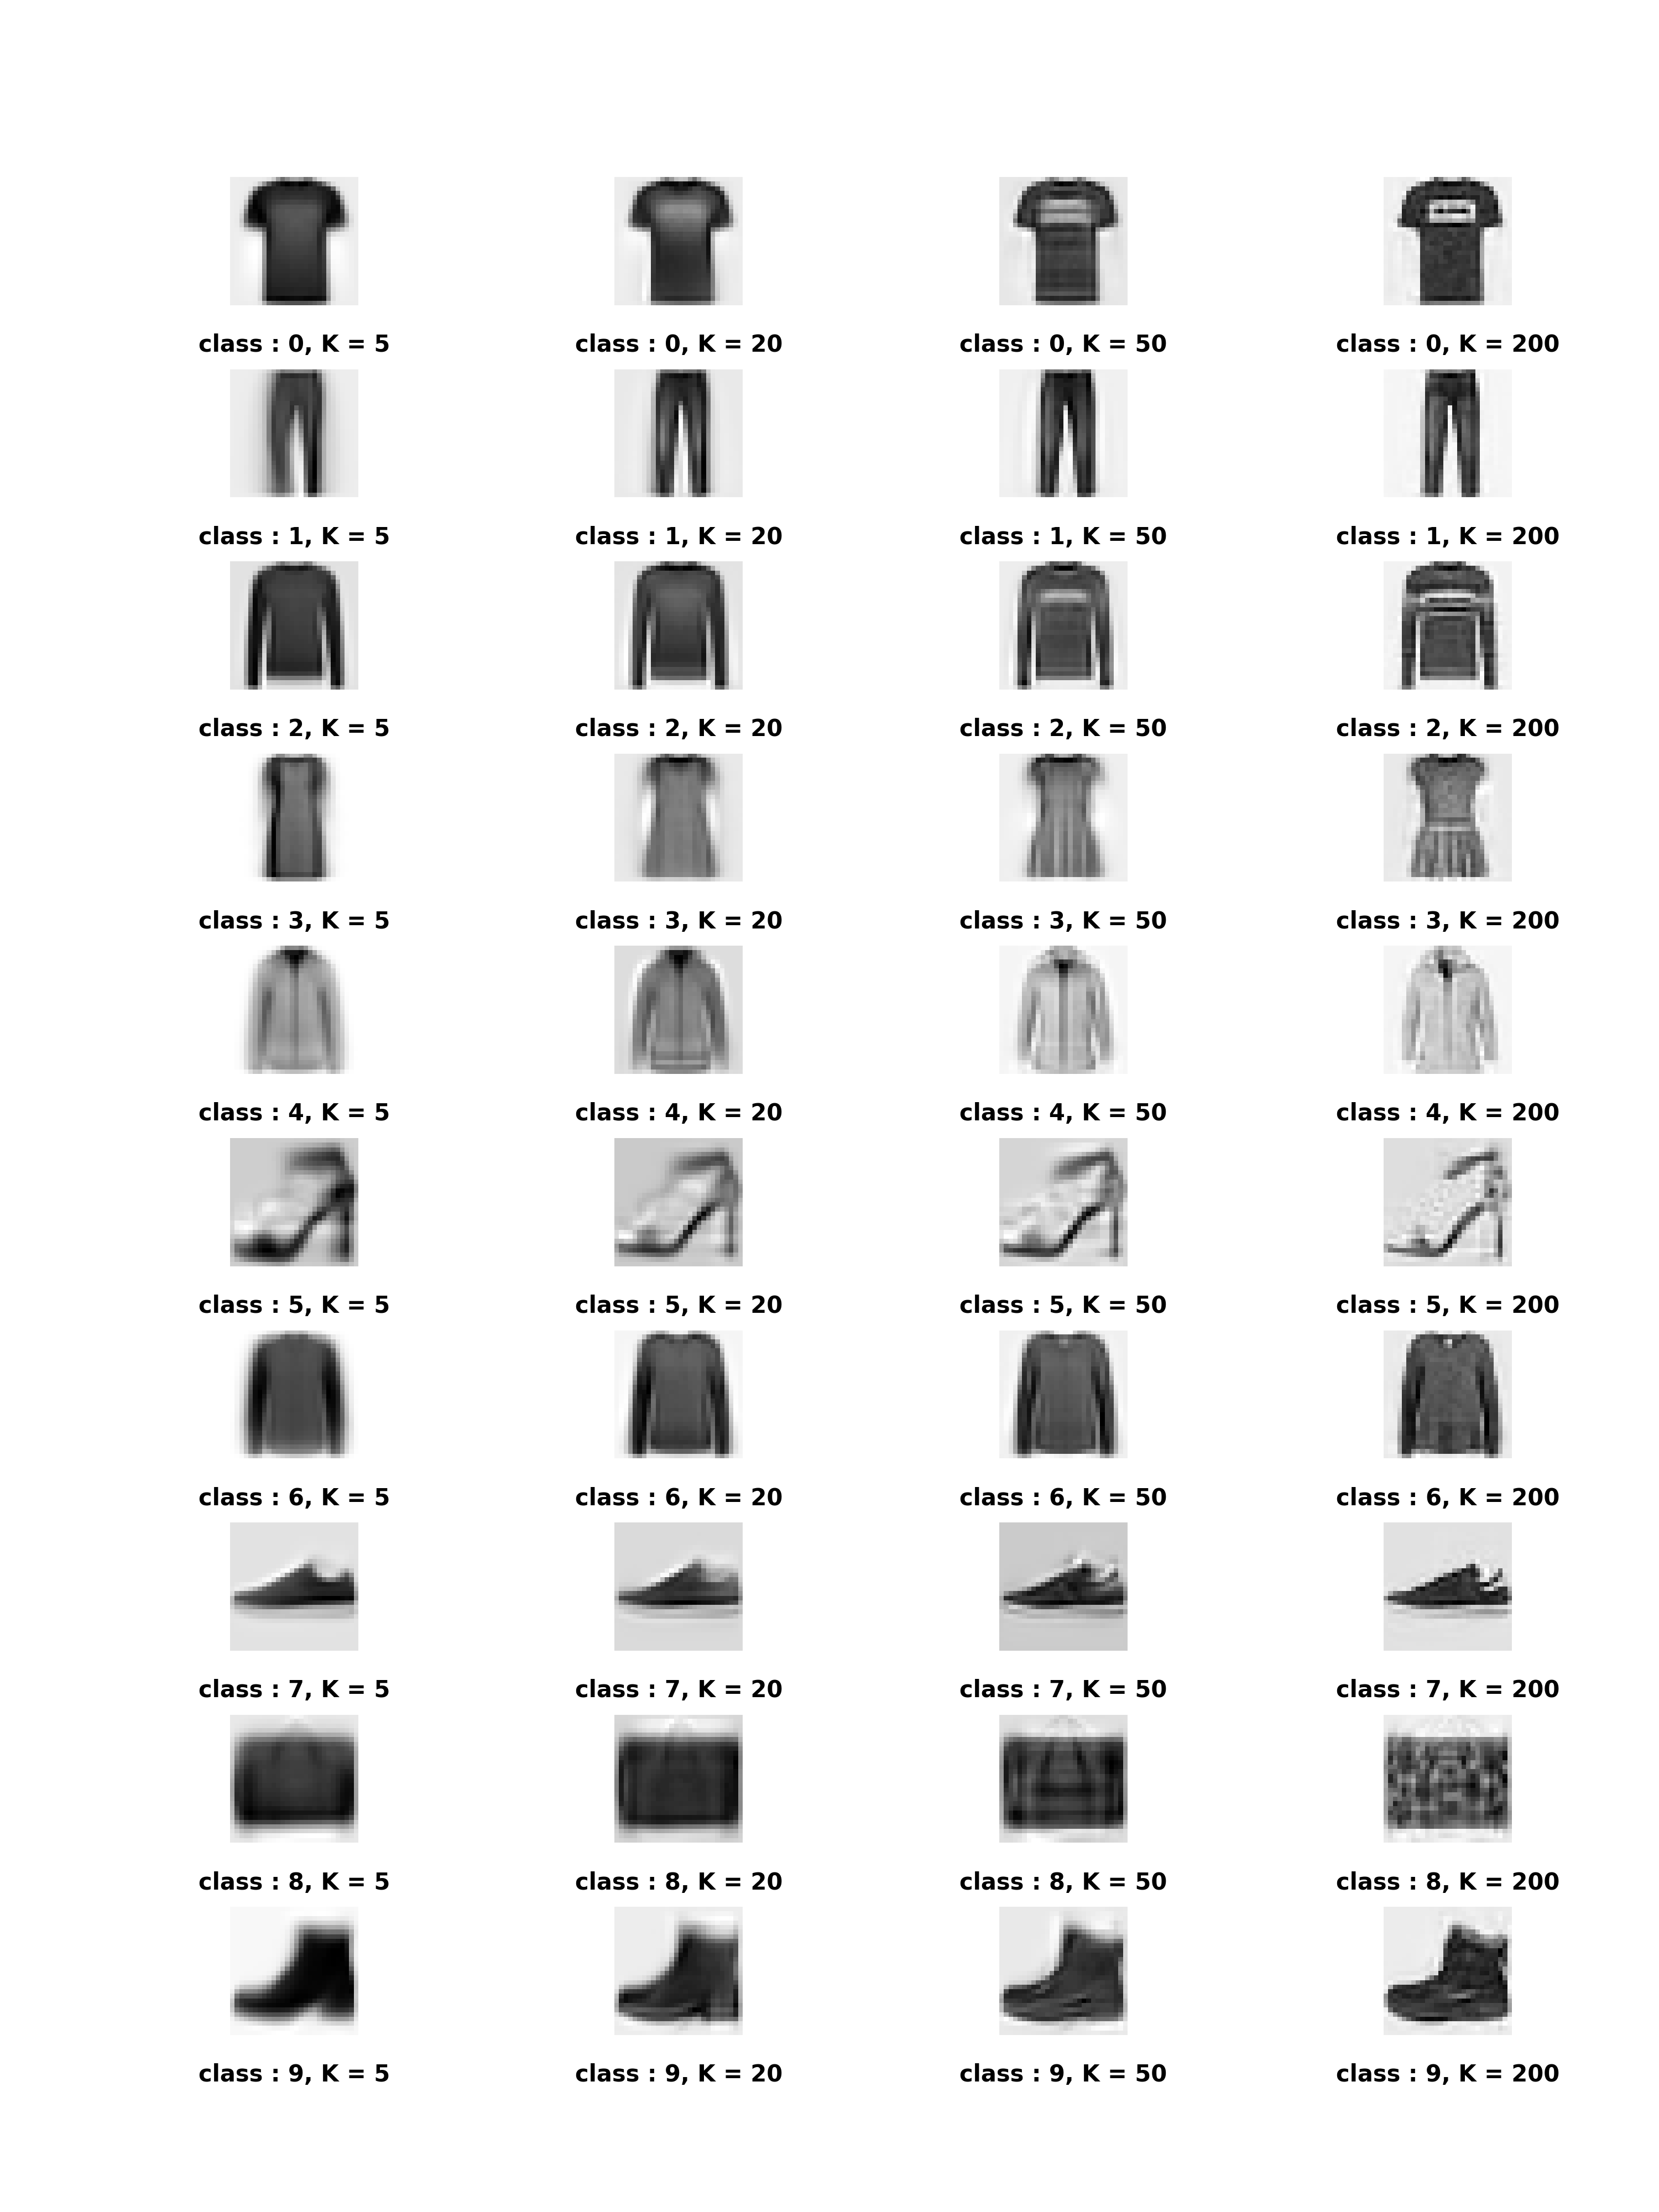 class : 0, K = 5 class : 0, K = 20 class : 0, K = 50 class : 0, K = 200
class : 1, K = 5 class : 1, K = 20 class : 1, K = 50 class : 1, K = 200
class : 2, K = 5 class : 2, K = 20 class : 2, K = 50 class : 2, K = 200
class : 3, K = 5 class : 3, K = 20 class : 3, K = 50 class : 3, K = 200
class : 4, K = 5 class : 4, K = 20 class : 4, K = 50 class : 4, K = 200
class : 5, K = 5 class : 5, K = 20 class : 5, K = 50 class : 5, K = 200
class : 6, K = 5 class : 6, K = 20 class : 6, K = 50 class : 6, K = 200
class : 7, K = 5 class : 7, K = 20 class : 7, K = 50 class : 7, K = 200
class : 8, K = 5 class : 8, K = 20 class : 8, K = 50 class : 8, K = 200
class : 9, K = 5 class : 9, K = 20 class : 9, K = 50 class : 9, K = 200